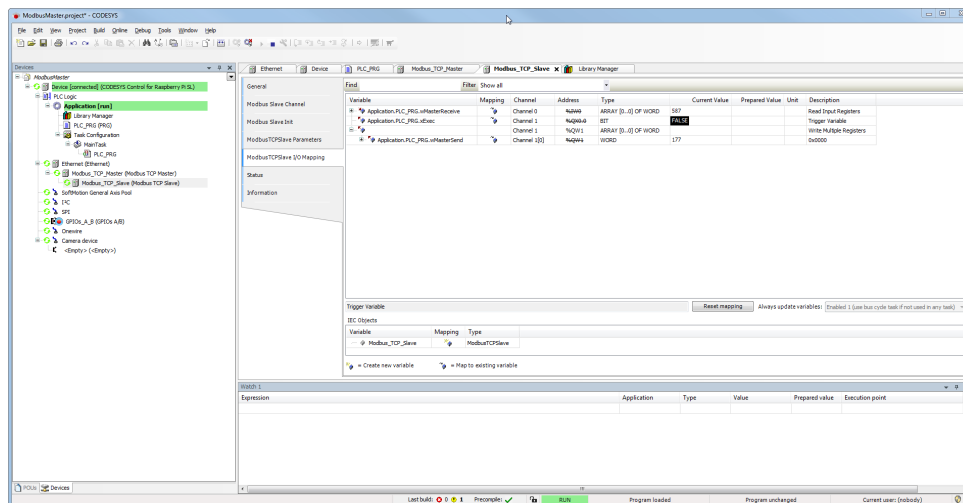 ModbusMaster.project* - CODESYS
File Edit View Project Build Online Debug Tools Window Help
Devices
ModbusMaster
Device [connected] (CODESYS Control for Raspberry Pi SL)
PLC Logic
Application [run]
Library Manager
PLC_PRG (PRG)
Task Configuration
MainTask
PLC_PRG
Ethernet (Ethernet)
Modbus_TCP_Master (Modbus TCP Master)
Modbus_TCP_Slave (Modbus TCP Slave)
SoftMotion General Axis Pool
I²C
SPI
GPIOs_A_B (GPIOs A/B)
Onewire
Camera device
<Empty> (<Empty>)
POUs Devices
Ethernet Device PLC_PRG Modbus_TCP_Master Modbus_TCP_Slave Library Manager
General
Modbus Slave Channel
Modbus Slave Init
ModbusTCPSlave Parameters
ModbusTCPSlave I/O Mapping
Status
Information
Find Filter Show all
Variable Mapping Channel Address Type Current Value Prepared Value Unit Description
Application.PLC_PRG.wMasterReceive Channel 0 %IW0 ARRAY [0..0] OF WORD 587 Read Input Registers
Application.PLC_PRG.xExec Channel 1 %QX0.0 BIT FALSE Trigger Variable
Channel 1 %QW1 ARRAY [0..0] OF WORD Write Multiple Registers
Application.PLC_PRG.wMasterSend Channel 1[0] %QW1 WORD 177 0x0000
Trigger Variable Reset mapping Always update variables: Enabled 1 (use bus cycle task if not used in any task)
IEC Objects
Variable Mapping Type
Modbus_TCP_Slave ModbusTCPSlave
= Create new variable = Map to existing variable
Watch 1
Expression Application Type Value Prepared value Execution point
Last build: 0 1 Precompile: RUN Program loaded Program unchanged Current user: (nobody)